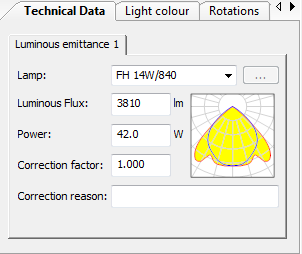 Technical Data Light colour Rotations
Luminous emittance 1
Lamp: FH 14W/840 ...
Luminous Flux: 3810 lm
Power: 42.0 W
Correction factor: 1.000
Correction reason: